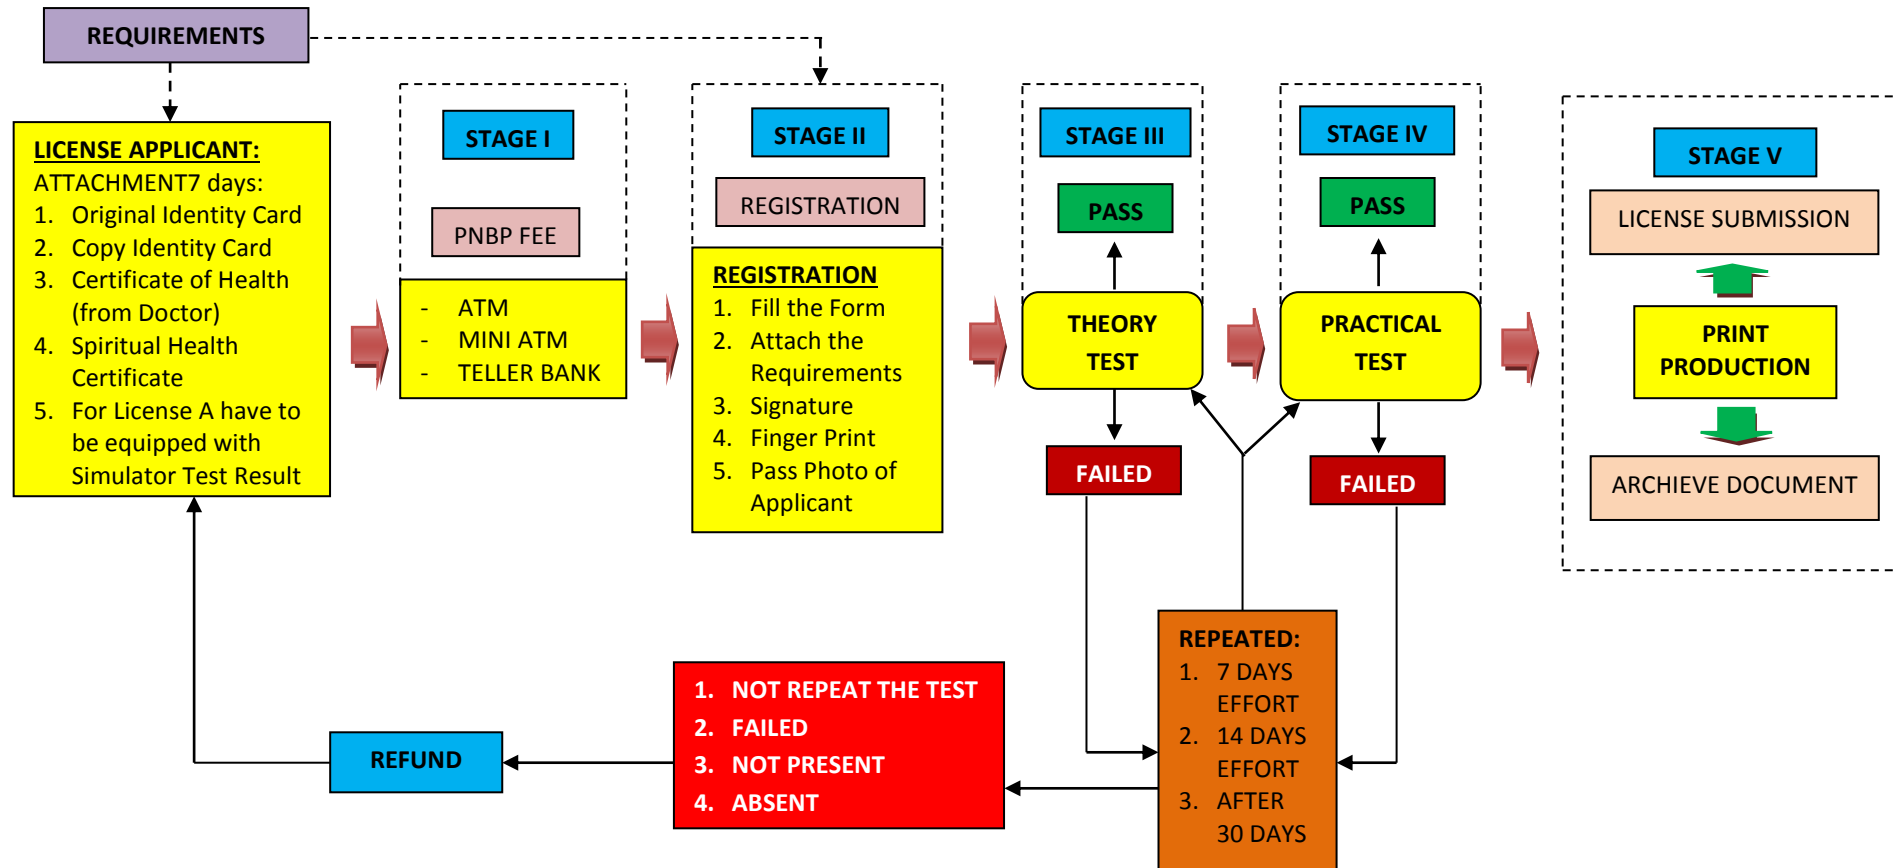 REQUIREMENTS
LICENSE APPLICANT:
ATTACHMENT7 days:
1. Original Identity Card
2. Copy Identity Card
3. Certificate of Health
(from Doctor)
4. Spiritual Health
Certificate
5. For License A have to
be equipped with
Simulator Test Result
STAGE I
PNBP FEE
- ATM
- MINI ATM
- TELLER BANK
STAGE II
REGISTRATION
REGISTRATION
1. Fill the Form
2. Attach the
Requirements
3. Signature
4. Finger Print
5. Pass Photo of
Applicant
STAGE III
PASS
THEORY
TEST
FAILED
STAGE IV
PASS
PRACTICAL
TEST
FAILED
STAGE V
LICENSE SUBMISSION
PRINT
PRODUCTION
ARCHIEVE DOCUMENT
REPEATED:
1. 7 DAYS
EFFORT
2. 14 DAYS
EFFORT
3. AFTER
30 DAYS
1. NOT REPEAT THE TEST
2. FAILED
3. NOT PRESENT
4. ABSENT
REFUND